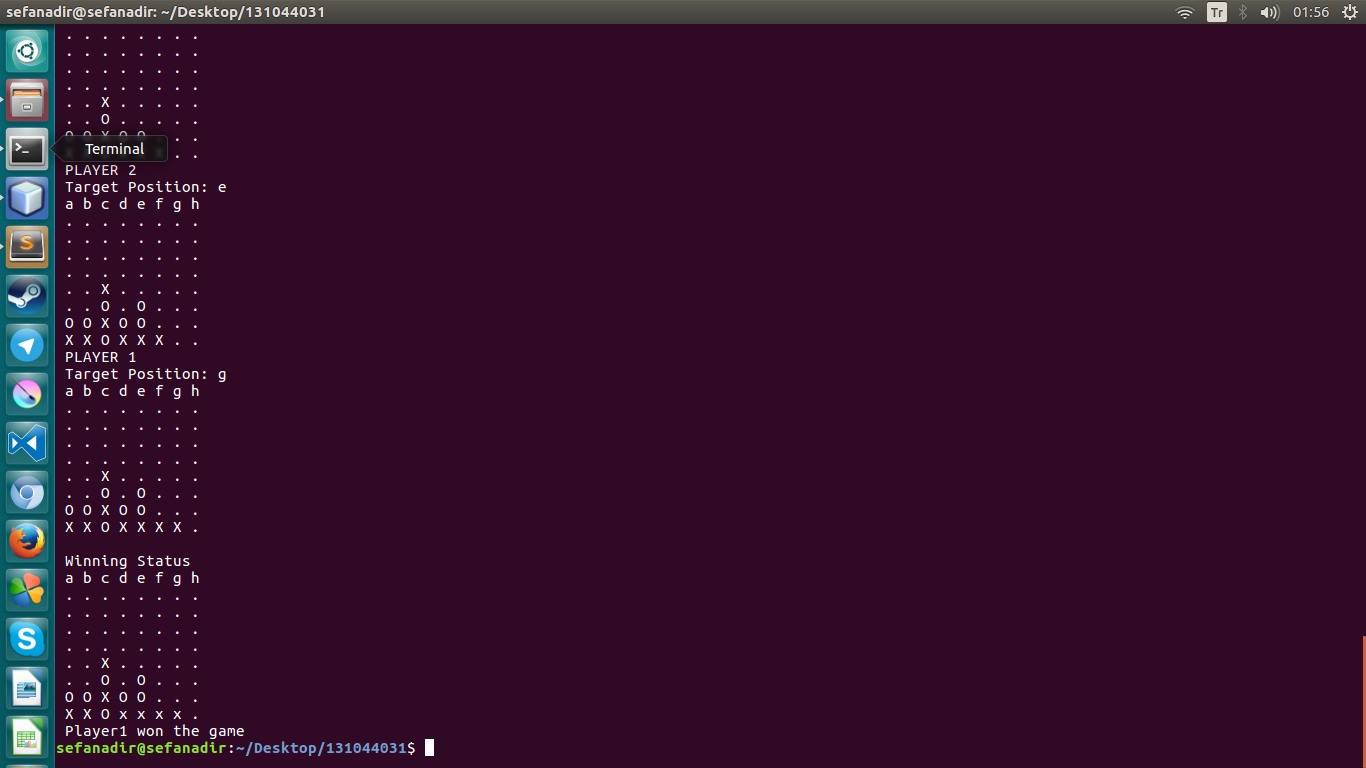 sefanadir@sefanadir: ~/Desktop/131044031
Tr
01:56
. . . . . . . .
. . . . . . . .
. . . . . . . .
. . . . . . . .
. . X . . . . .
. . O . . . . .
O O X O O . . .
. .
Terminal
PLAYER 2
Target Position: e
a b c d e f g h
. . . . . . . .
. . . . . . . .
. . . . . . . .
. . . . . . . .
. . X . . . . .
. . O . O . . .
O O X O O . . .
X X O X X X . .
PLAYER 1
Target Position: g
a b c d e f g h
. . . . . . . .
. . . . . . . .
. . . . . . . .
. . . . . . . .
. . X . . . . .
. . O . O . . .
O O X O O . . .
X X O X X X X .
Winning Status
a b c d e f g h
. . . . . . . .
. . . . . . . .
. . . . . . . .
. . . . . . . .
. . X . . . . .
. . O . O . . .
O O X O O . . .
X X O x x x x .
Player1 won the game
sefanadir@sefanadir:~/Desktop/131044031$